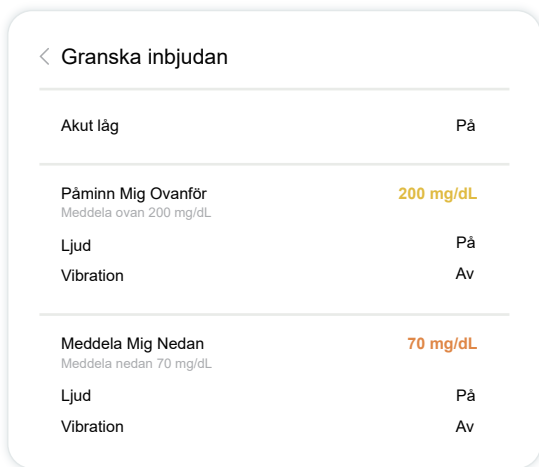 Granska inbjudan
Akut låg På
Påminn Mig Ovanför 200 mg/dL
Meddela ovan 200 mg/dL
Ljud På
Vibration Av
Meddela Mig Nedan 70 mg/dL
Meddela nedan 70 mg/dL
Ljud På
Vibration Av